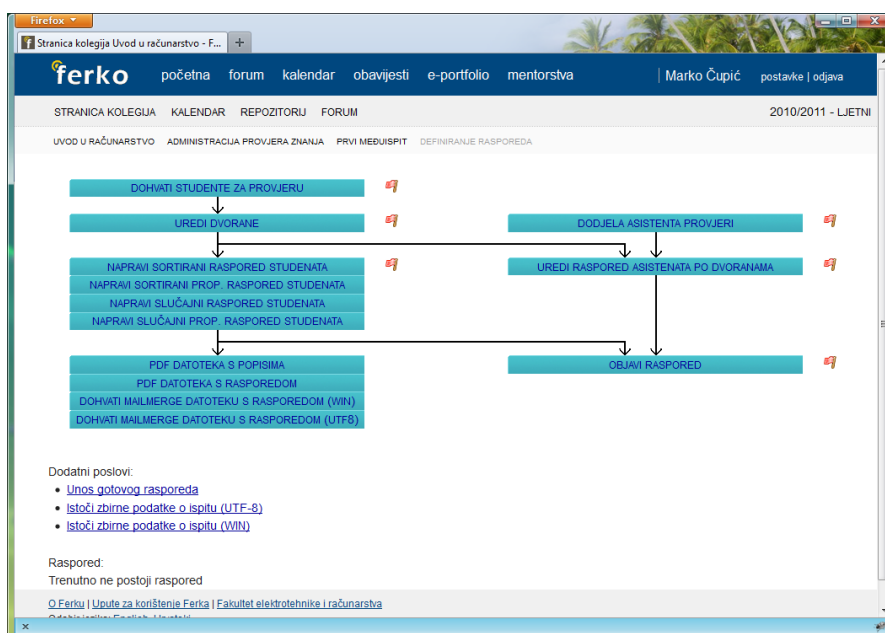 Firefox
Stranica kolegija Uvod u računarstvo - F...
ferko
početna forum kalendar obavijesti e-portfolio mentorstva | Marko Čupić postavke | odjava
STRANICA KOLEGIJA KALENDAR REPOZITORIJ FORUM 2010/2011 - LJETNI
UVOD U RAČUNARSTVO ADMINISTRACIJA PROVJERA ZNANJA PRVI MEĐUISPIT DEFINIRANJE RASPOREDA
DOHVATI STUDENTE ZA PROVJERU
UREDI DVORANE DODJELA ASISTENTA PROVJERI
NAPRAVI SORTIRANI RASPORED STUDENATA UREDI RASPORED ASISTENATA PO DVORANAMA
NAPRAVI SORTIRANI PROP. RASPORED STUDENATA
NAPRAVI SLUČAJNI RASPORED STUDENATA
NAPRAVI SLUČAJNI PROP. RASPORED STUDENATA
PDF DATOTEKA S POPISIMA OBJAVI RASPORED
PDF DATOTEKA S RASPOREDOM
DOHVATI MAILMERGE DATOTEKU S RASPOREDOM (WIN)
DOHVATI MAILMERGE DATOTEKU S RASPOREDOM (UTF8)
Dodatni poslovi:
• Unos gotovog rasporeda
• Istoči zbirne podatke o ispitu (UTF-8)
• Istoči zbirne podatke o ispitu (WIN)
Raspored:
Trenutno ne postoji raspored
O Ferku | Upute za korištenje Ferka | Fakultet elektrotehnike i računarstva